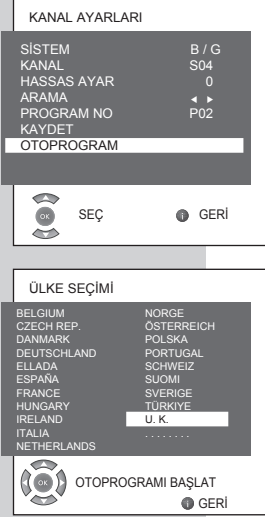 KANAL AYARLARI
SİSTEM B / G
KANAL S04
HASSAS AYAR 0
ARAMA ◂ ▸
PROGRAM NO P02
KAYDET
OTOPROGRAM
OK SEÇ i GERİ
ÜLKE SEÇİMİ
BELGIUM NORGE
CZECH REP. ÖSTERREICH
DANMARK POLSKA
DEUTSCHLAND PORTUGAL
ELLADA SCHWEIZ
ESPAÑA SUOMI
FRANCE SVERIGE
HUNGARY TÜRKIYE
IRELAND U. K.
ITALIA . . . . . . . .
NETHERLANDS
OK OTOPROGRAMI BAŞLAT
i GERİ